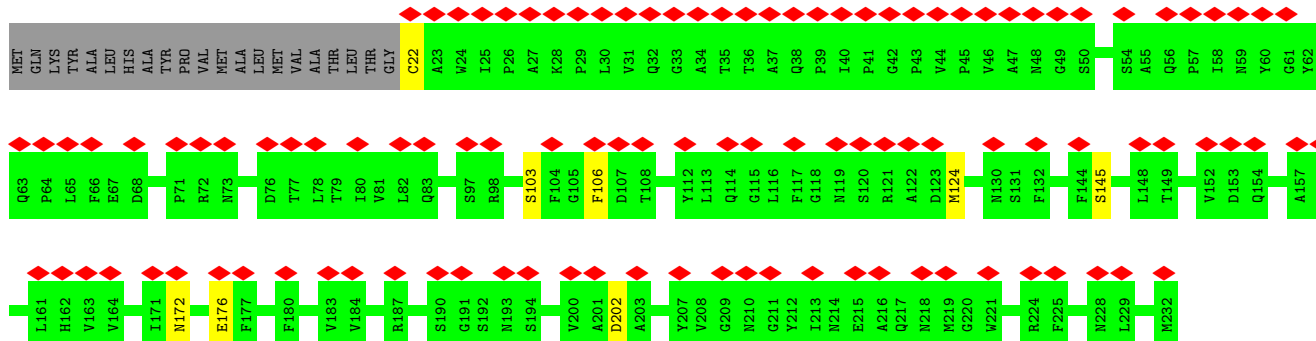 MET GLN LYS TYR ALA LEU HIS ALA TYR PRO VAL MET ALA LEU MET VAL ALA THR LEU THR GLY C22 A23 W24 I25 P26 A27 K28 P29 L30 V31 Q32 G33 A34 T35 T36 A37 Q38 P39 I40 P41 G42 P43 V44 P45 V46 A47 N48 G49 S50 S54 A55 Q56 P57 I58 N59 Y60 G61 Y62
Q63 P64 L65 F66 E67 D68 P71 R72 N73 D76 T77 L78 T79 I80 V81 L82 Q83 S97 R98 S103 F104 G105 F106 D107 T108 Y112 L113 Q114 G115 L116 F117 G118 N119 S120 R121 A122 D123 M124 N130 S131 F132 F144 S145 L148 T149 V152 D153 Q154 A157
L161 H162 V163 V164 I171 N172 E176 F177 F180 V183 V184 R187 S190 G191 S192 N193 S194 V200 A201 D202 A203 Y207 V208 G209 N210 G211 Y212 I213 N214 E215 A216 Q217 N218 M219 G220 W221 R224 F225 N228 L229 M232